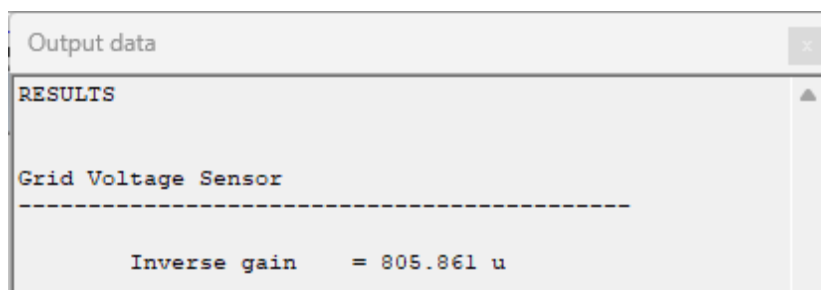 Output data
x
RESULTS
Grid Voltage Sensor
--------------------------------------------
Inverse gain    = 805.861 u